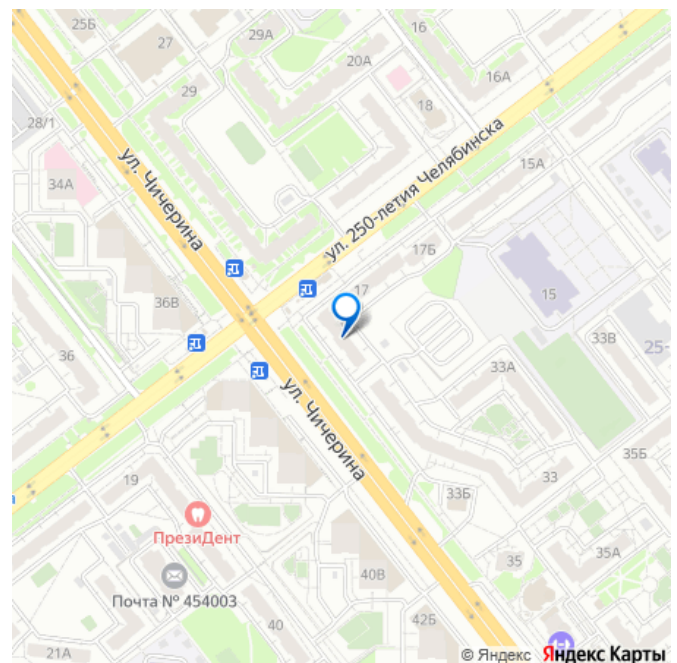 25Б
27
29А
20А
16
16А
29
18
28/1
34А
ул. Чичерина
ул. 250-летия Челябинска
15А
17Б
17
15
36В
33В
25-
36
33А
ул. Чичерина
35Б
19
33
33Б
ПрезиДент
35
35А
40В
Почта № 454003
40
42Б
21А
© Яндекс Яндекс Карты